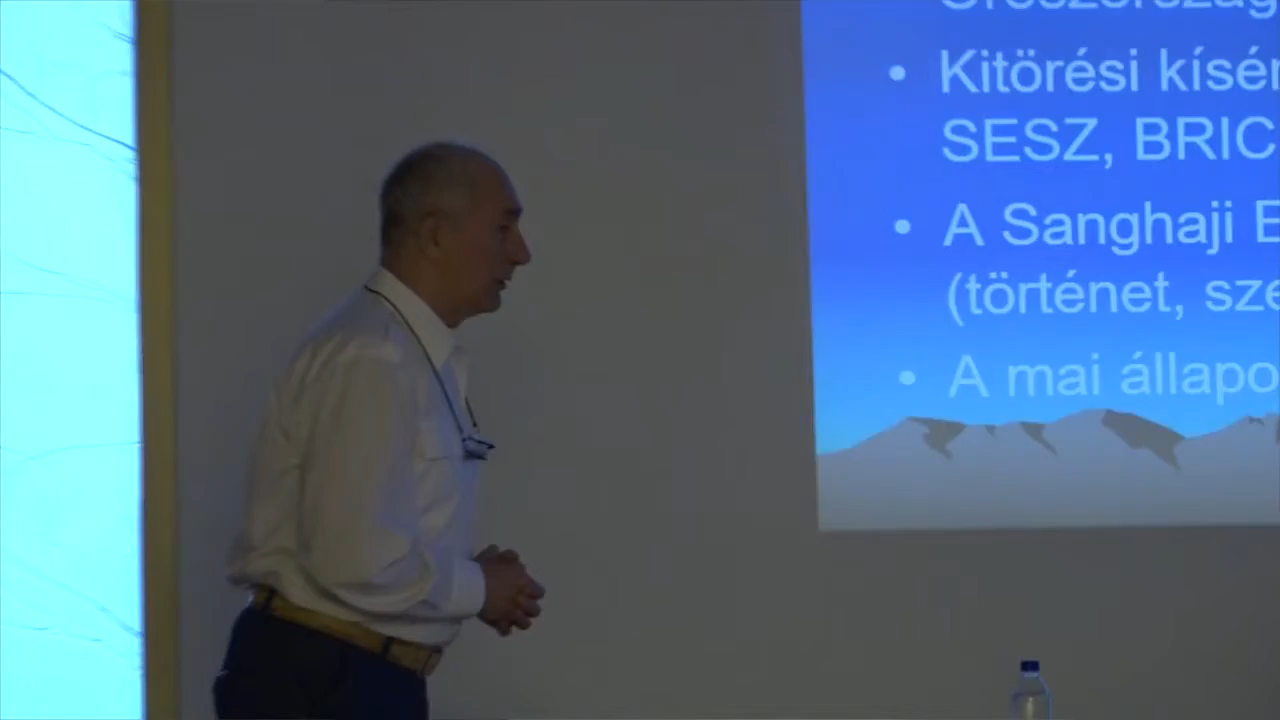 Kitörési kísér
SESZ, BRIC
A Sanghaji E
(történet, sze
A mai állapo